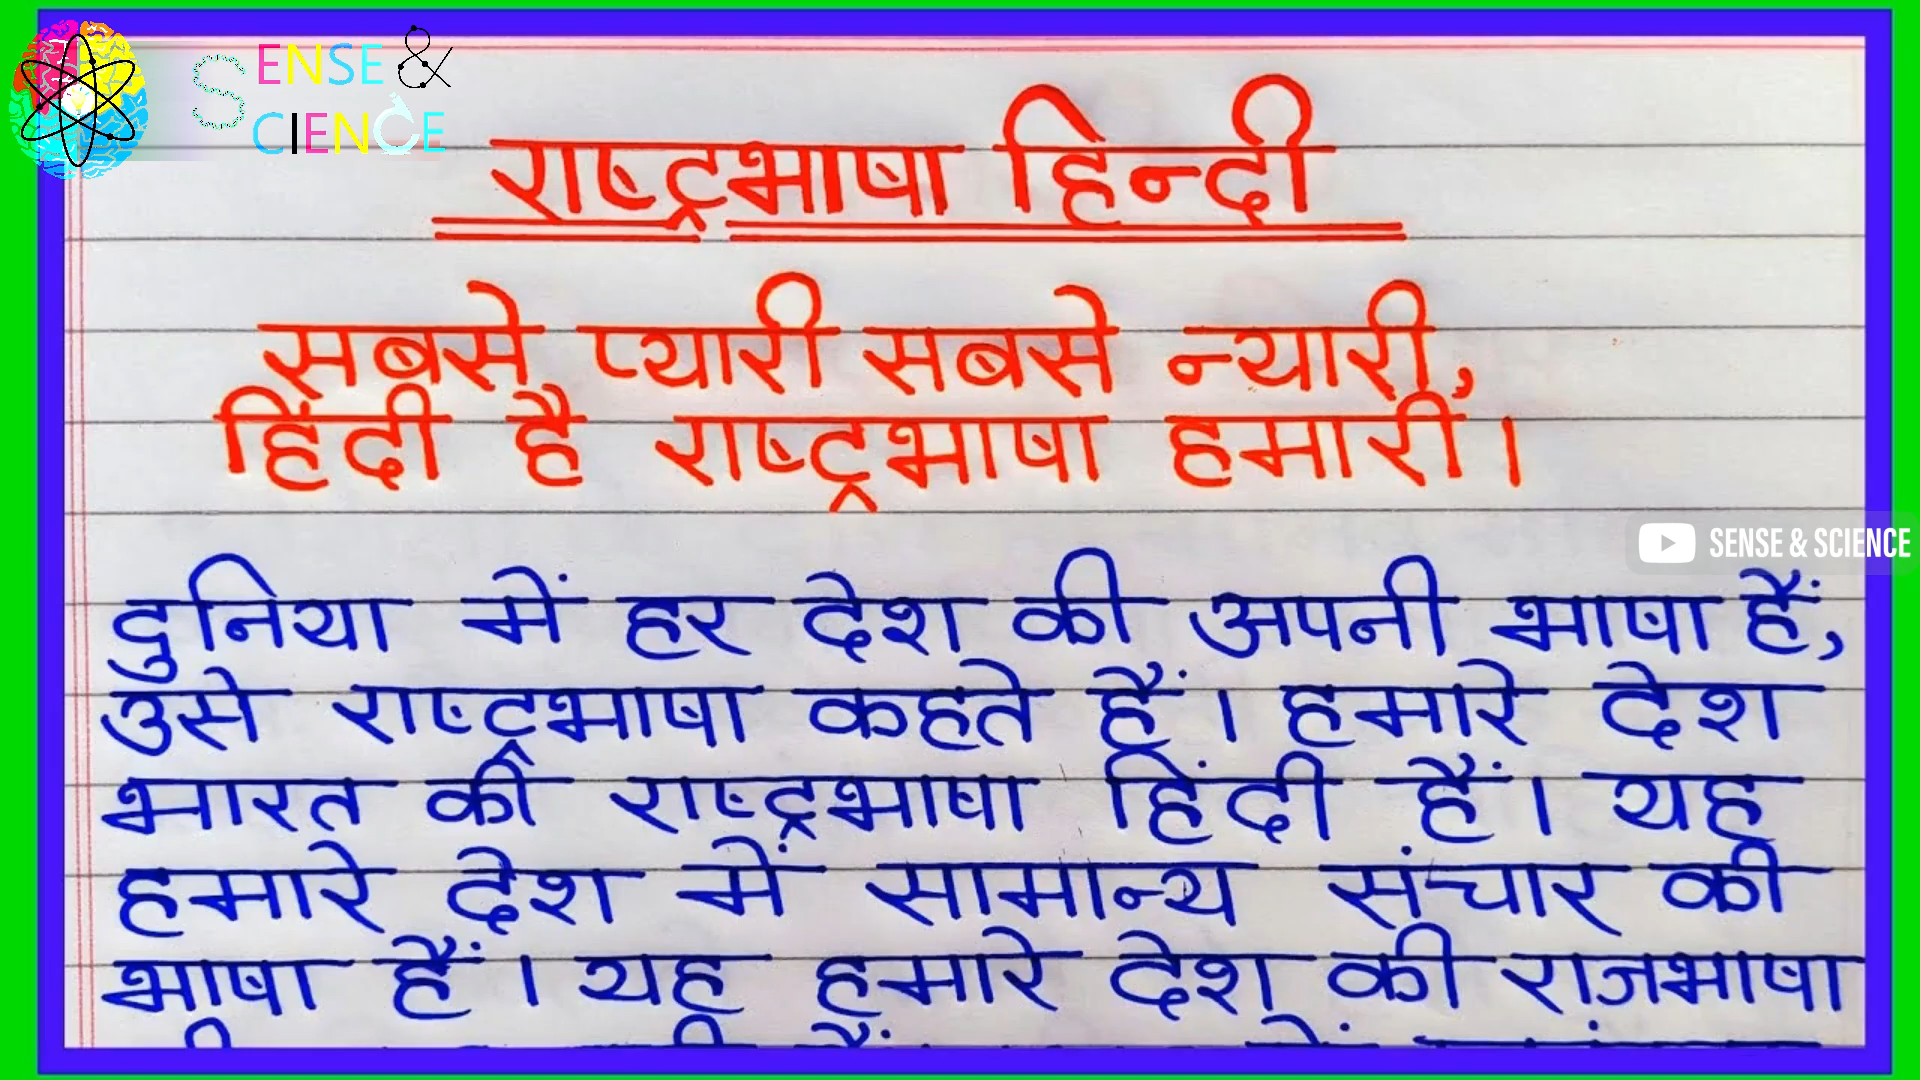 SENSE &
SCIENCE
राष्ट्रभाषा हिन्दी
सबसे प्यारी सबसे न्यारी,
हिंदी है राष्ट्रभाषा हमारी।
SENSE & SCIENCE
दुनिया में हर देश की अपनी भाषा हैं,
उसे राष्ट्रभाषा कहते हैं। हमारे देश
भारत की राष्ट्रभाषा हिंदी हैं। यह
हमारे देश में सामान्य संचार की
भाषा हैं। यह हमारे देश की राजभाषा